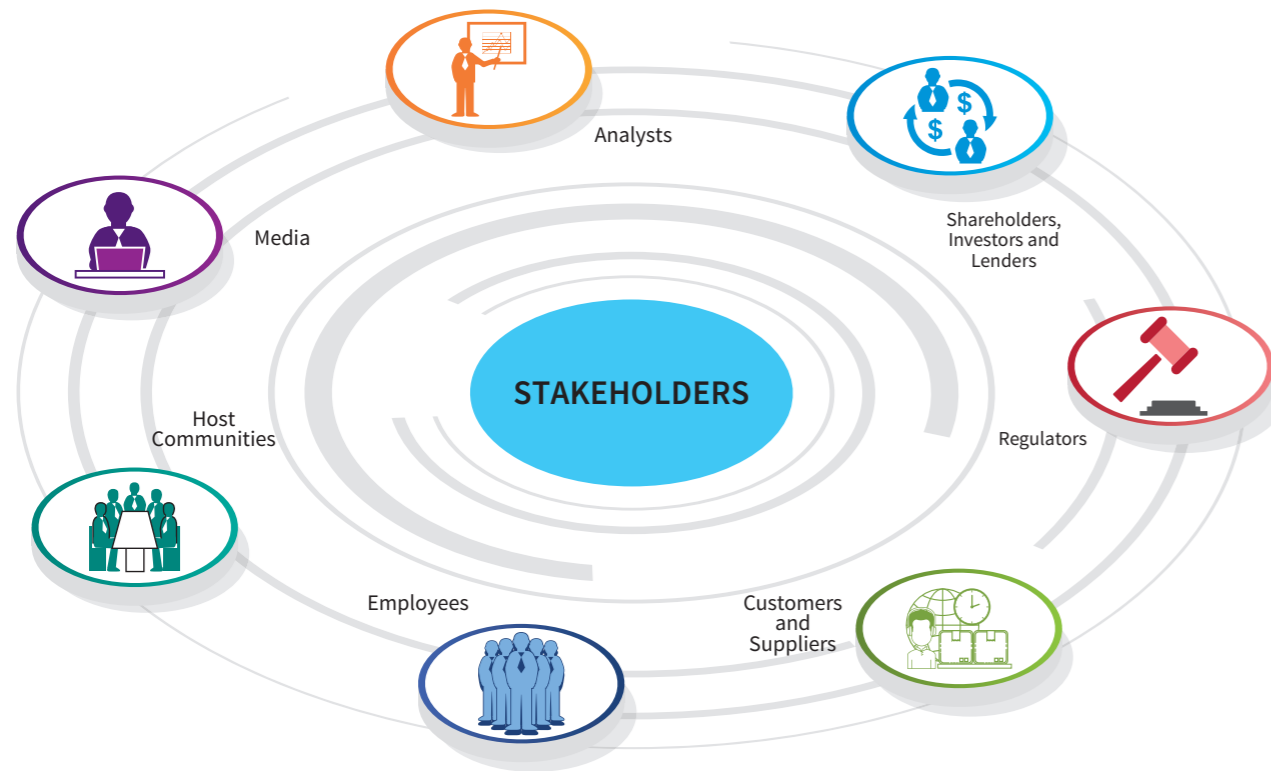 Analysts
Shareholders,
Investors and
Lenders
$
$
Media
STAKEHOLDERS
Host
Communities
Regulators
Employees
Customers
and
Suppliers